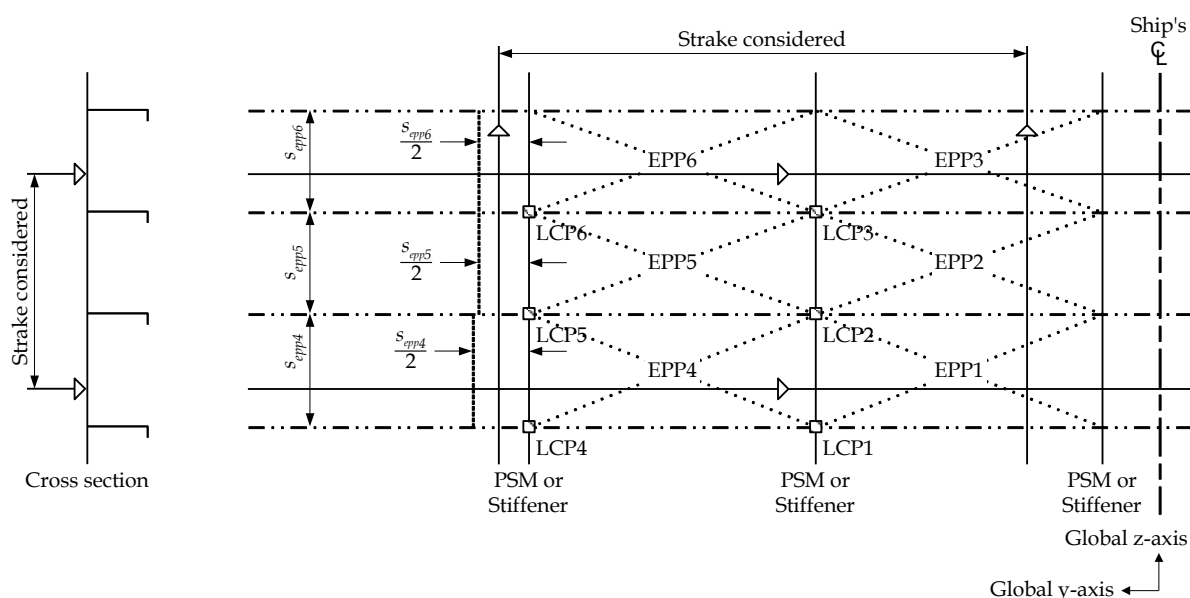 Ship's
℄
Strake considered
s_epp6
s_epp6/2
EPP6
EPP3
Strake considered
LCP6
LCP3
s_epp5
s_epp5/2
EPP5
EPP2
LCP5
LCP2
s_epp4
s_epp4/2
EPP4
EPP1
LCP4
LCP1
Cross section
PSM or
Stiffener
PSM or
Stiffener
PSM or
Stiffener
Global z-axis
Global y-axis